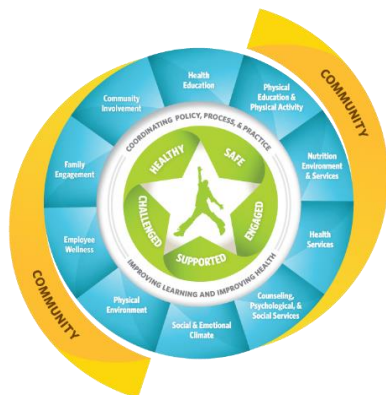 COMMUNITY
Health
Education
Physical
Education &
Physical Activity
Nutrition
Environment
& Services
Health
Services
Counseling,
Psychological, &
Social Services
Social & Emotional
Climate
Physical
Environment
Employee
Wellness
Family
Engagement
Community
Involvement
COORDINATING POLICY, PROCESS, & PRACTICE
IMPROVING LEARNING AND IMPROVING HEALTH
HEALTHY
SAFE
ENGAGED
SUPPORTED
CHALLENGED
COMMUNITY